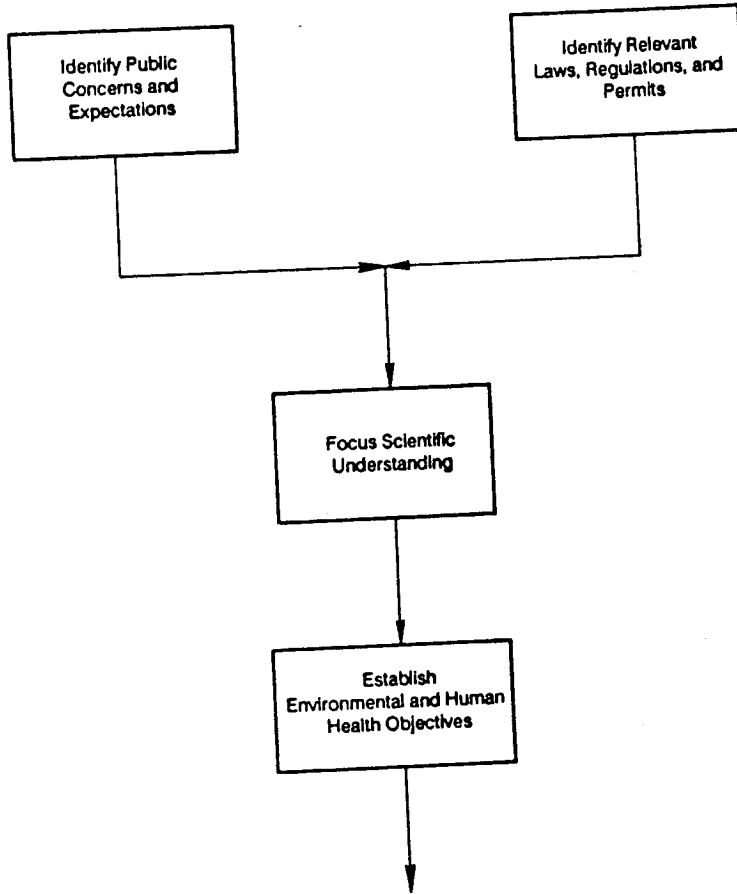 Identify Public
Concerns and
Expectations
Identify Relevant
Laws, Regulations, and
Permits
Focus Scientific
Understanding
Establish
Environmental and Human
Health Objectives